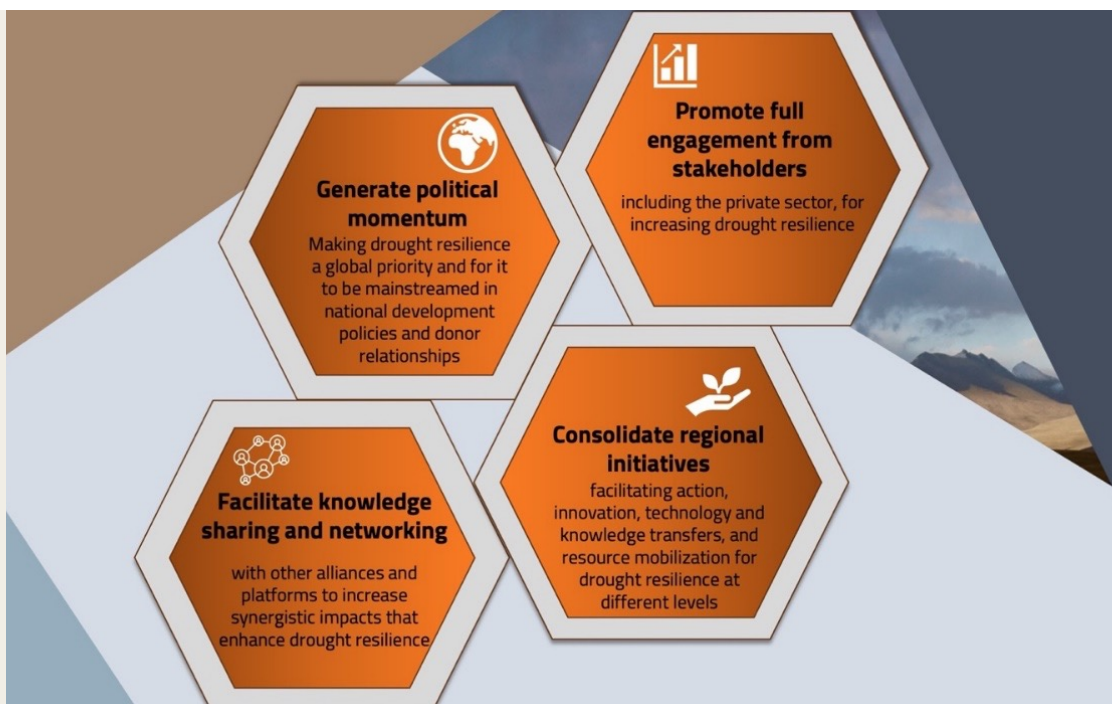 Generate political
momentum
Making drought resilience
a global priority and for it
to be mainstreamed in
national development
policies and donor
relationships
Promote full
engagement from
stakeholders
including the private sector, for
increasing drought resilience
Facilitate knowledge
sharing and networking
with other alliances and
platforms to increase
synergistic impacts that
enhance drought resilience
Consolidate regional
initiatives
facilitating action,
innovation, technology and
knowledge transfers, and
resource mobilization for
drought resilience at
different levels